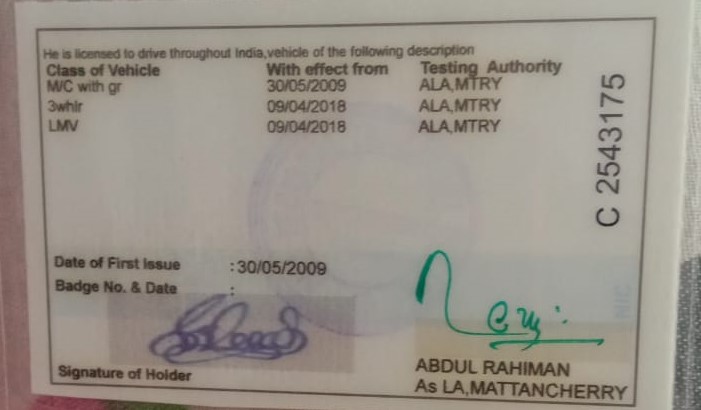 He is licensed to drive throughout India,vehicle of the following description
Class of Vehicle With effect from Testing Authority
M/C with gr 30/05/2009 ALA,MTRY
3whlr 09/04/2018 ALA,MTRY
LMV 09/04/2018 ALA,MTRY
C 2543175
Date of First Issue :30/05/2009
Badge No. & Date :
Signature of Holder
ABDUL RAHIMAN
As LA,MATTANCHERRY